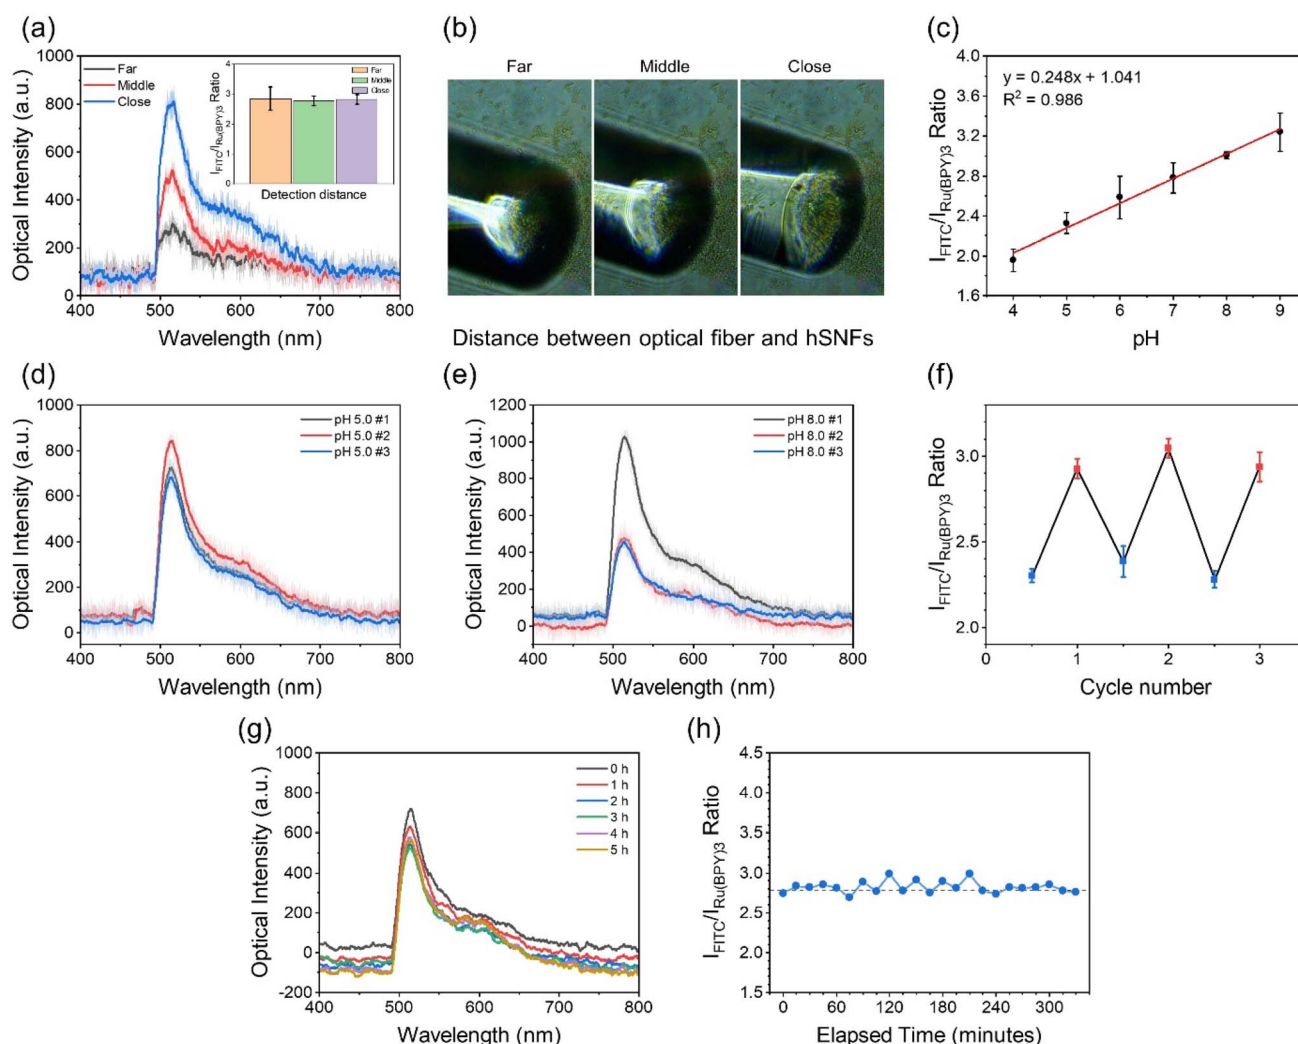 (a)
1000
800
600
400
200
0
400
500
600
700
800
Optical Intensity (a.u.)
Wavelength (nm)
Far
Middle
Close
4
3
2
1
0
I_FITC/I_Ru(BPY)3 Ratio
Far
Middle
Close
Detection distance
(b)
Far
Middle
Close
Distance between optical fiber and hSNFs
(c)
4.0
3.6
3.2
2.8
2.4
2.0
1.6
I_FITC/I_Ru(BPY)3 Ratio
y = 0.248x + 1.041
R² = 0.986
4
5
6
7
8
9
pH
(d)
1000
800
600
400
200
0
Optical Intensity (a.u.)
pH 5.0 #1
pH 5.0 #2
pH 5.0 #3
400
500
600
700
800
Wavelength (nm)
(e)
1200
1000
800
600
400
200
0
Optical Intensity (a.u.)
pH 8.0 #1
pH 8.0 #2
pH 8.0 #3
400
500
600
700
800
Wavelength (nm)
(f)
3.0
2.5
2.0
I_FITC/I_Ru(BPY)3 Ratio
0
1
2
3
Cycle number
(g)
1000
800
600
400
200
0
-200
Optical Intensity (a.u.)
0 h
1 h
2 h
3 h
4 h
5 h
400
500
600
700
800
Wavelength (nm)
(h)
4.5
4.0
3.5
3.0
2.5
2.0
1.5
I_FITC/I_Ru(BPY)3 Ratio
0
60
120
180
240
300
Elapsed Time (minutes)